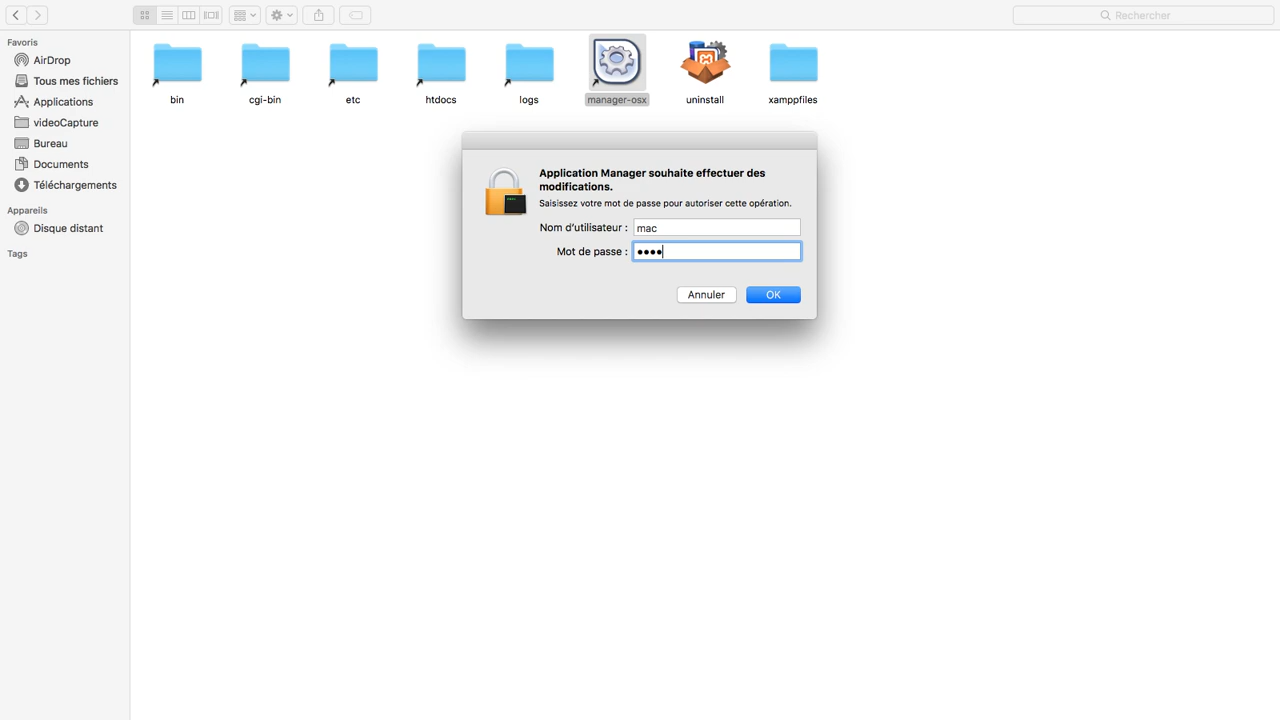 Rechercher
Favoris
AirDrop
Tous mes fichiers
Applications
videoCapture
Bureau
Documents
Téléchargements
Appareils
Disque distant
Tags
bin
cgi-bin
etc
htdocs
logs
manager-osx
uninstall
xamppfiles
Application Manager souhaite effectuer des
modifications.
Saisissez votre mot de passe pour autoriser cette opération.
Nom d'utilisateur : mac
Mot de passe : ••••
Annuler OK